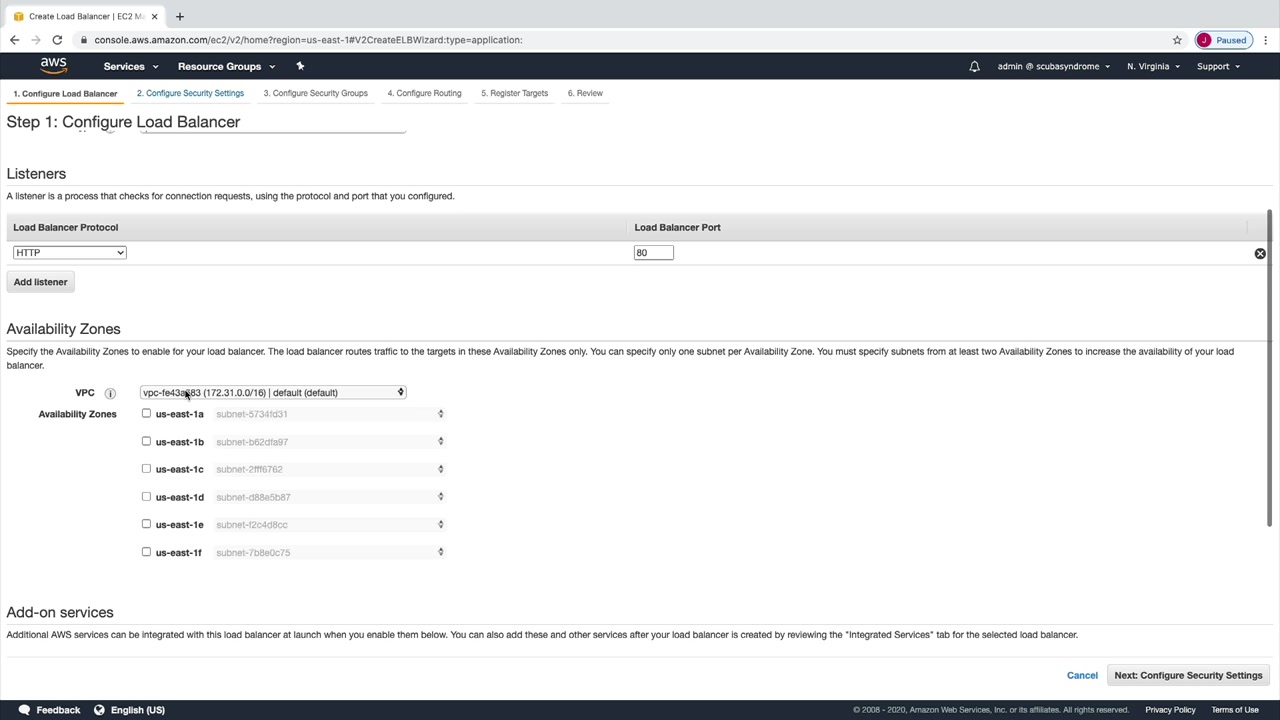 Create Load Balancer | EC2 M
console.aws.amazon.com/ec2/v2/home?region=us-east-1#V2CreateELBWizard:type=application:
J Paused
aws Services Resource Groups admin @ scubasyndrome N. Virginia Support
1. Configure Load Balancer 2. Configure Security Settings 3. Configure Security Groups 4. Configure Routing 5. Register Targets 6. Review
Step 1: Configure Load Balancer
Listeners
A listener is a process that checks for connection requests, using the protocol and port that you configured.
Load Balancer Protocol Load Balancer Port
HTTP 80
Add listener
Availability Zones
Specify the Availability Zones to enable for your load balancer. The load balancer routes traffic to the targets in these Availability Zones only. You can specify only one subnet per Availability Zone. You must specify subnets from at least two Availability Zones to increase the availability of your load
balancer.
VPC i (172.31.0.0/16) | default (default)
Availability Zones us-east-1a subnet-5734fd31
us-east-1b subnet-b62dfa97
us-east-1c subnet-2fff6762
us-east-1d subnet-d88e5b87
us-east-1e subnet-f2c4d8cc
us-east-1f subnet-7b8e0c75
Add-on services
Additional AWS services can be integrated with this load balancer at launch when you enable them below. You can also add these and other services after your load balancer is created by reviewing the "Integrated Services" tab for the selected load balancer.
Cancel Next: Configure Security Settings
Feedback English (US) © 2008 - 2020, Amazon Web Services, Inc. or its affiliates. All rights reserved. Privacy Policy Terms of Use